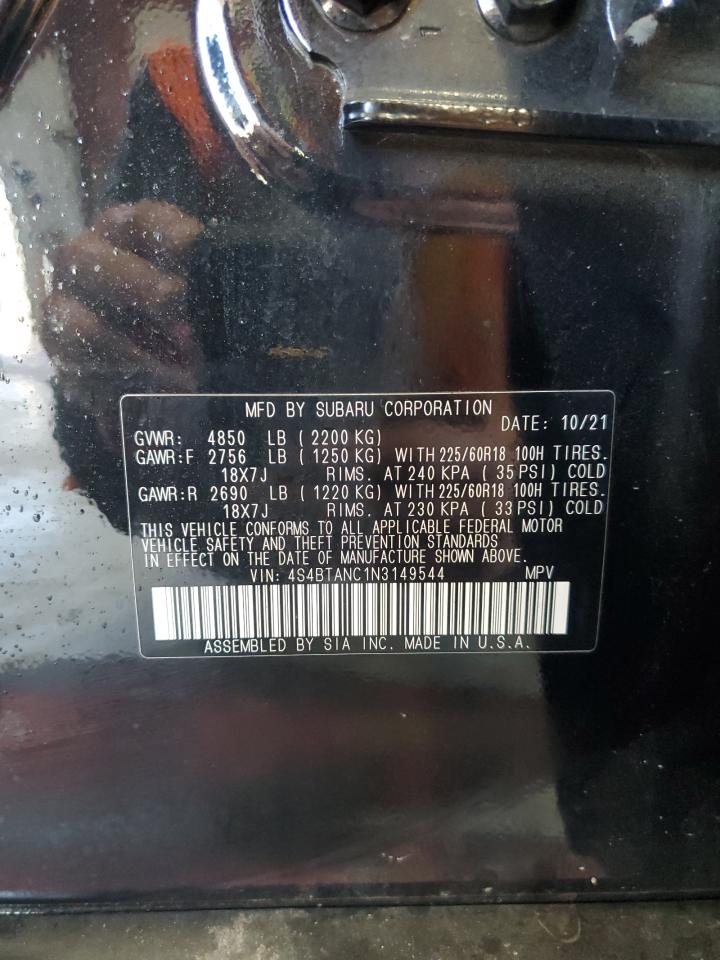 MFD BY SUBARU CORPORATION
DATE: 10/21
GVWR: 4850 LB (2200 KG)
GAWR:F 2756 LB (1250 KG) WITH 225/60R18 100H TIRES.
18X7J RIMS. AT 240 KPA (35 PSI) COLD
GAWR:R 2690 LB (1220 KG) WITH 225/60R18 100H TIRES.
18X7J RIMS. AT 230 KPA (33 PSI) COLD
THIS VEHICLE CONFORMS TO ALL APPLICABLE FEDERAL MOTOR
VEHICLE SAFETY AND THEFT PREVENTION STANDARDS
IN EFFECT ON THE DATE OF MANUFACTURE SHOWN ABOVE.
VIN: 4S4BTANC1N3149544 MPV
ASSEMBLED BY SIA INC. MADE IN U.S.A.